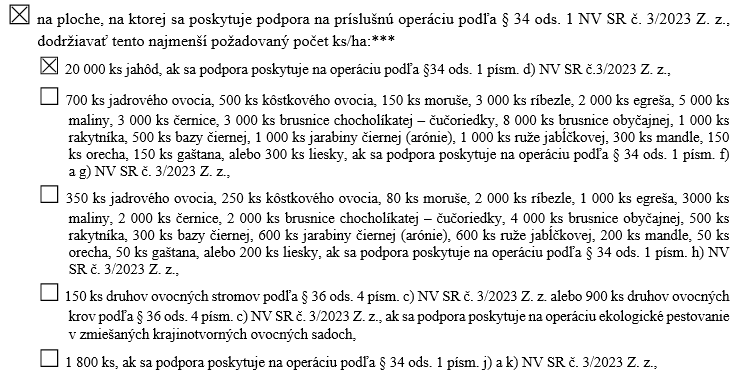 ☒ na ploche, na ktorej sa poskytuje podpora na príslušnú operáciu podľa § 34 ods. 1 NV SR č. 3/2023 Z. z.,
dodržiavať tento najmenší požadovaný počet ks/ha:***
☒ 20 000 ks jahôd, ak sa podpora poskytuje na operáciu podľa §34 ods. 1 písm. d) NV SR č.3/2023 Z. z.,
☐ 700 ks jadrového ovocia, 500 ks kôstkového ovocia, 150 moruše, 3 000 ks ríbezle, 2 000 ks egreša, 5 000 ks
maliny, 3 000 ks černice, 3 000 ks brusnice chocholíkatej – čučoriedky, 8 000 ks brusnice obyčajnej, 1 000 ks
rakytníka, 500 ks bazy čiernej, 1 000 ks jarabiny čiernej (arónie), 1 000 ks ruže jabĺčkovej, 300 ks mandle, 150
ks orecha, 150 ks gaštana, alebo 300 ks liesky, ak sa podpora poskytuje na operáciu podľa § 34 ods. 1 písm. f)
a g) NV SR č. 3/2023 Z. z.,
☐ 350 ks jadrového ovocia, 250 ks kôstkového ovocia, 80 ks moruše, 2 000 ks ríbezle, 1 000 ks egreša, 3000 ks
maliny, 2 000 ks černice, 2 000 ks brusnice chocholíkatej – čučoriedky, 4 000 ks brusnice obyčajnej, 500 ks
rakytníka, 300 ks bazy čiernej, 600 ks jarabiny čiernej (arónie), 600 ks ruže jabĺčkovej, 200 ks mandle, 50 ks
orecha, 50 ks gaštana, alebo 200 ks liesky, ak sa podpora poskytuje na operáciu podľa § 34 ods. 1 písm. h) NV
SR č. 3/2023 Z. z.,
☐ 150 ks druhov ovocných stromov podľa § 36 ods. 4 písm. c) NV SR č. 3/2023 Z. z. alebo 900 ks druhov ovocných
krov podľa § 36 ods. 4 písm. c) NV SR č. 3/2023 Z. z., ak sa podpora poskytuje na operáciu ekologické pestovanie
v zmiešaných krajinotvorných ovocných sadoch,
☐ 1 800 ks, ak sa podpora poskytuje na operáciu podľa § 34 ods. 1 písm. j) a k) NV SR č. 3/2023 Z. z.,